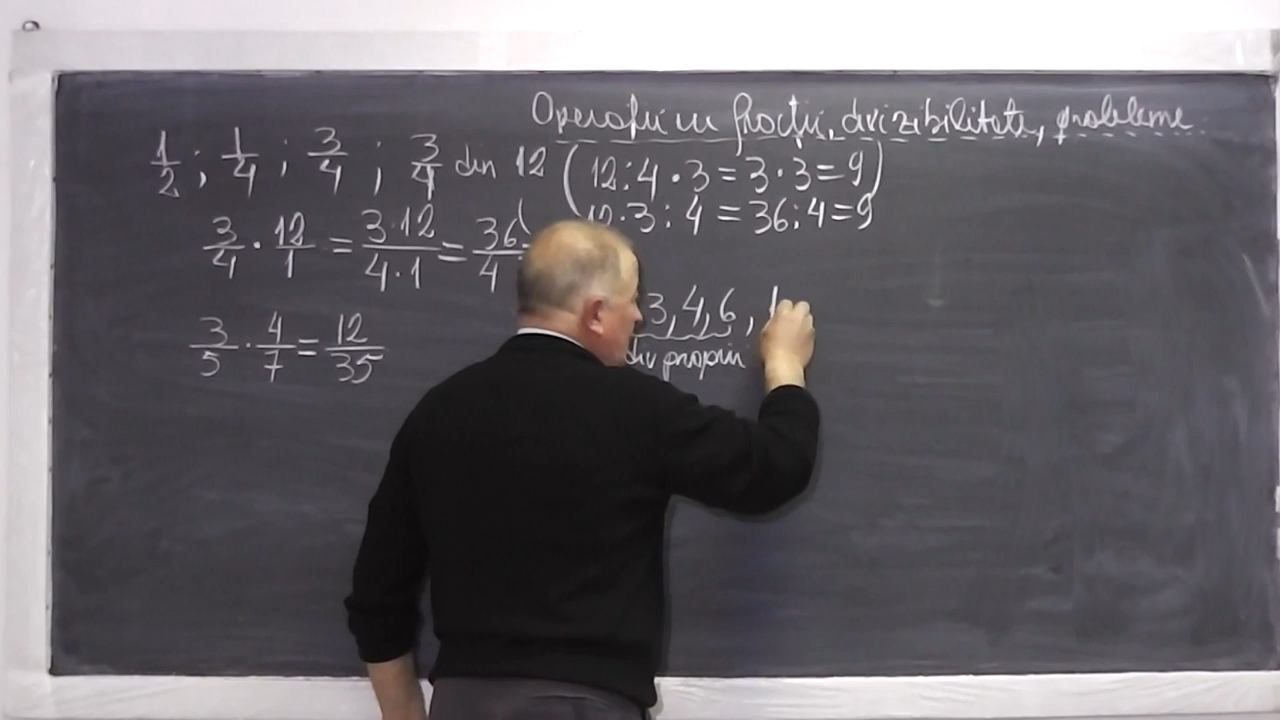 Operații cu fracții, divizibilitate, probleme
1/2 ; 1/4 ; 3/4 ; 3/4 din 12 (12:4·3=3·3=9)
12·3:4=36:4=9
3/4 · 12/1 = 3·12/4·1 = 36/4
3,4,6,1
div proprii
3/5 · 4/7 = 12/35